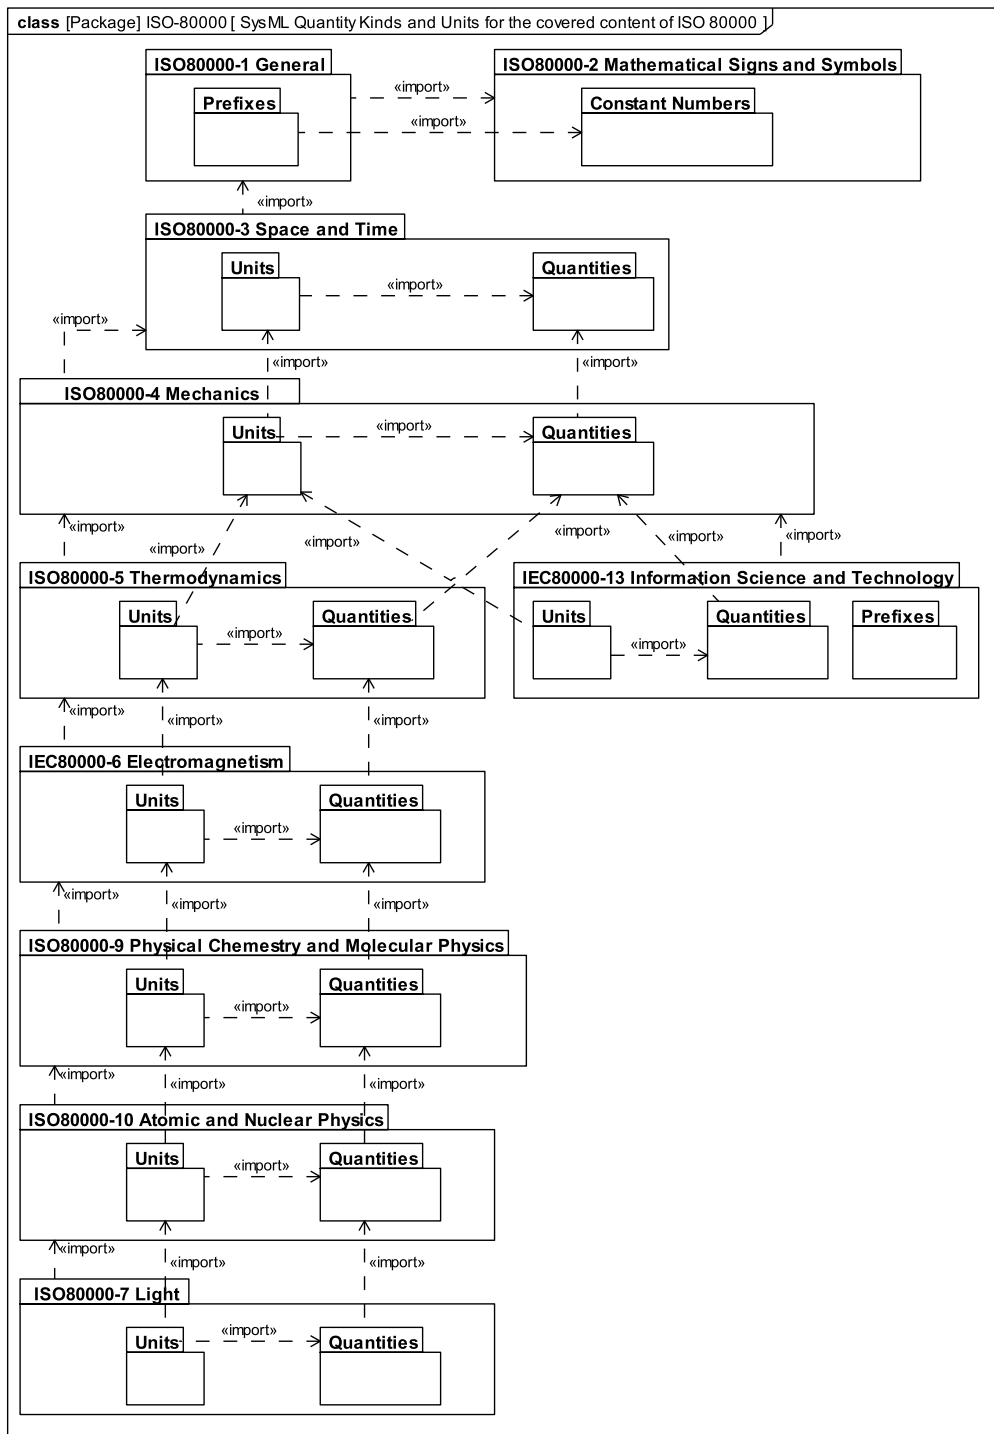 class [Package] ISO-80000 [ SysML Quantity Kinds and Units for the covered content of ISO 80000 ]
ISO80000-1 General
ISO80000-2 Mathematical Signs and Symbols
«import»
Prefixes
Constant Numbers
«import»
«import»
ISO80000-3 Space and Time
Units
Quantities
«import»
«import»
«import»
«import»
ISO80000-4 Mechanics
Units
«import»
Quantities
«import»
«import»
«import»
«import»
«import»
«import»
ISO80000-5 Thermodynamics
IEC80000-13 Information Science and Technology
Units
Quantities
Units
Quantities
Prefixes
«import»
«import»
«import»
«import»
«import»
IEC80000-6 Electromagnetism
Units
Quantities
«import»
«import»
«import»
«import»
ISO80000-9 Physical Chemestry and Molecular Physics
Units
Quantities
«import»
«import»
«import»
«import»
ISO80000-10 Atomic and Nuclear Physics
Units
Quantities
«import»
«import»
«import»
«import»
ISO80000-7 Light
Units
«import»
Quantities